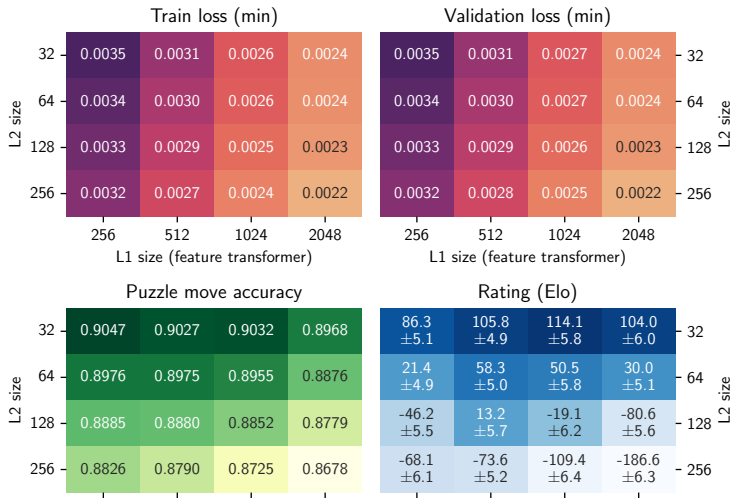 Train loss (min)
Validation loss (min)
32 0.0035 0.0031 0.0026 0.0024 0.0035 0.0031 0.0027 0.0024 32
64 0.0034 0.0030 0.0026 0.0024 0.0034 0.0030 0.0027 0.0024 64
128 0.0033 0.0029 0.0025 0.0023 0.0033 0.0029 0.0026 0.0023 128
256 0.0032 0.0027 0.0024 0.0022 0.0032 0.0028 0.0025 0.0022 256
L2 size
L2 size
256 512 1024 2048 256 512 1024 2048
L1 size (feature transformer)
L1 size (feature transformer)
Puzzle move accuracy
Rating (Elo)
32 0.9047 0.9027 0.9032 0.8968
64 0.8976 0.8975 0.8955 0.8876
128 0.8885 0.8880 0.8852 0.8779
256 0.8826 0.8790 0.8725 0.8678
L2 size
86.3 105.8 114.1 104.0
±5.1 ±4.9 ±5.8 ±6.0
32
21.4 58.3 50.5 30.0
±4.9 ±5.0 ±5.8 ±5.1
64
-46.2 13.2 -19.1 -80.6
±5.5 ±5.7 ±6.2 ±5.6
128
-68.1 -73.6 -109.4 -186.6
±6.1 ±5.2 ±6.4 ±6.3
256
L2 size